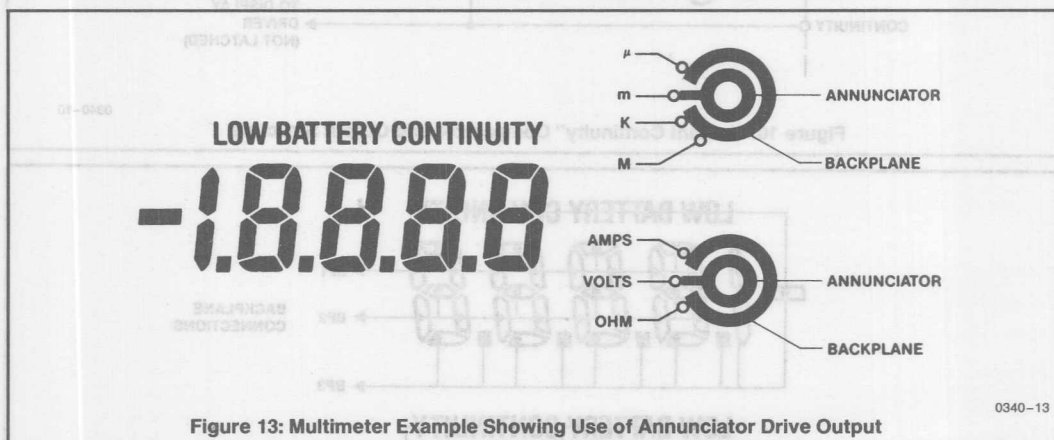 LOW BATTERY CONTINUITY
-1.8.8.8.8
μ
m
K
M
ANNUNCIATOR
BACKPLANE
AMPS
VOLTS
OHM
ANNUNCIATOR
BACKPLANE
0340–13
Figure 13: Multimeter Example Showing Use of Annunciator Drive Output